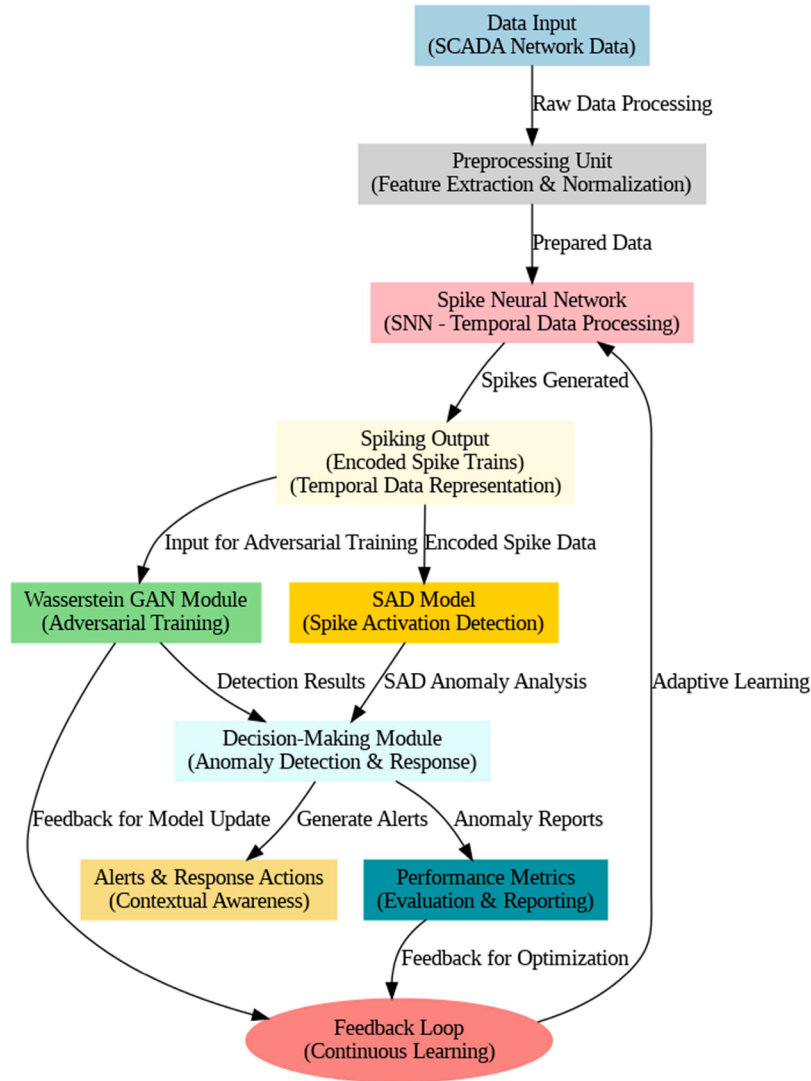 Data Input
(SCADA Network Data)
Raw Data Processing
Preprocessing Unit
(Feature Extraction & Normalization)
Prepared Data
Spike Neural Network
(SNN - Temporal Data Processing)
Spikes Generated
Spiking Output
(Encoded Spike Trains)
(Temporal Data Representation)
Input for Adversarial Training
Encoded Spike Data
Wasserstein GAN Module
(Adversarial Training)
SAD Model
(Spike Activation Detection)
Detection Results
SAD Anomaly Analysis
Adaptive Learning
Decision-Making Module
(Anomaly Detection & Response)
Feedback for Model Update
Generate Alerts
Anomaly Reports
Alerts & Response Actions
(Contextual Awareness)
Performance Metrics
(Evaluation & Reporting)
Feedback for Optimization
Feedback Loop
(Continuous Learning)